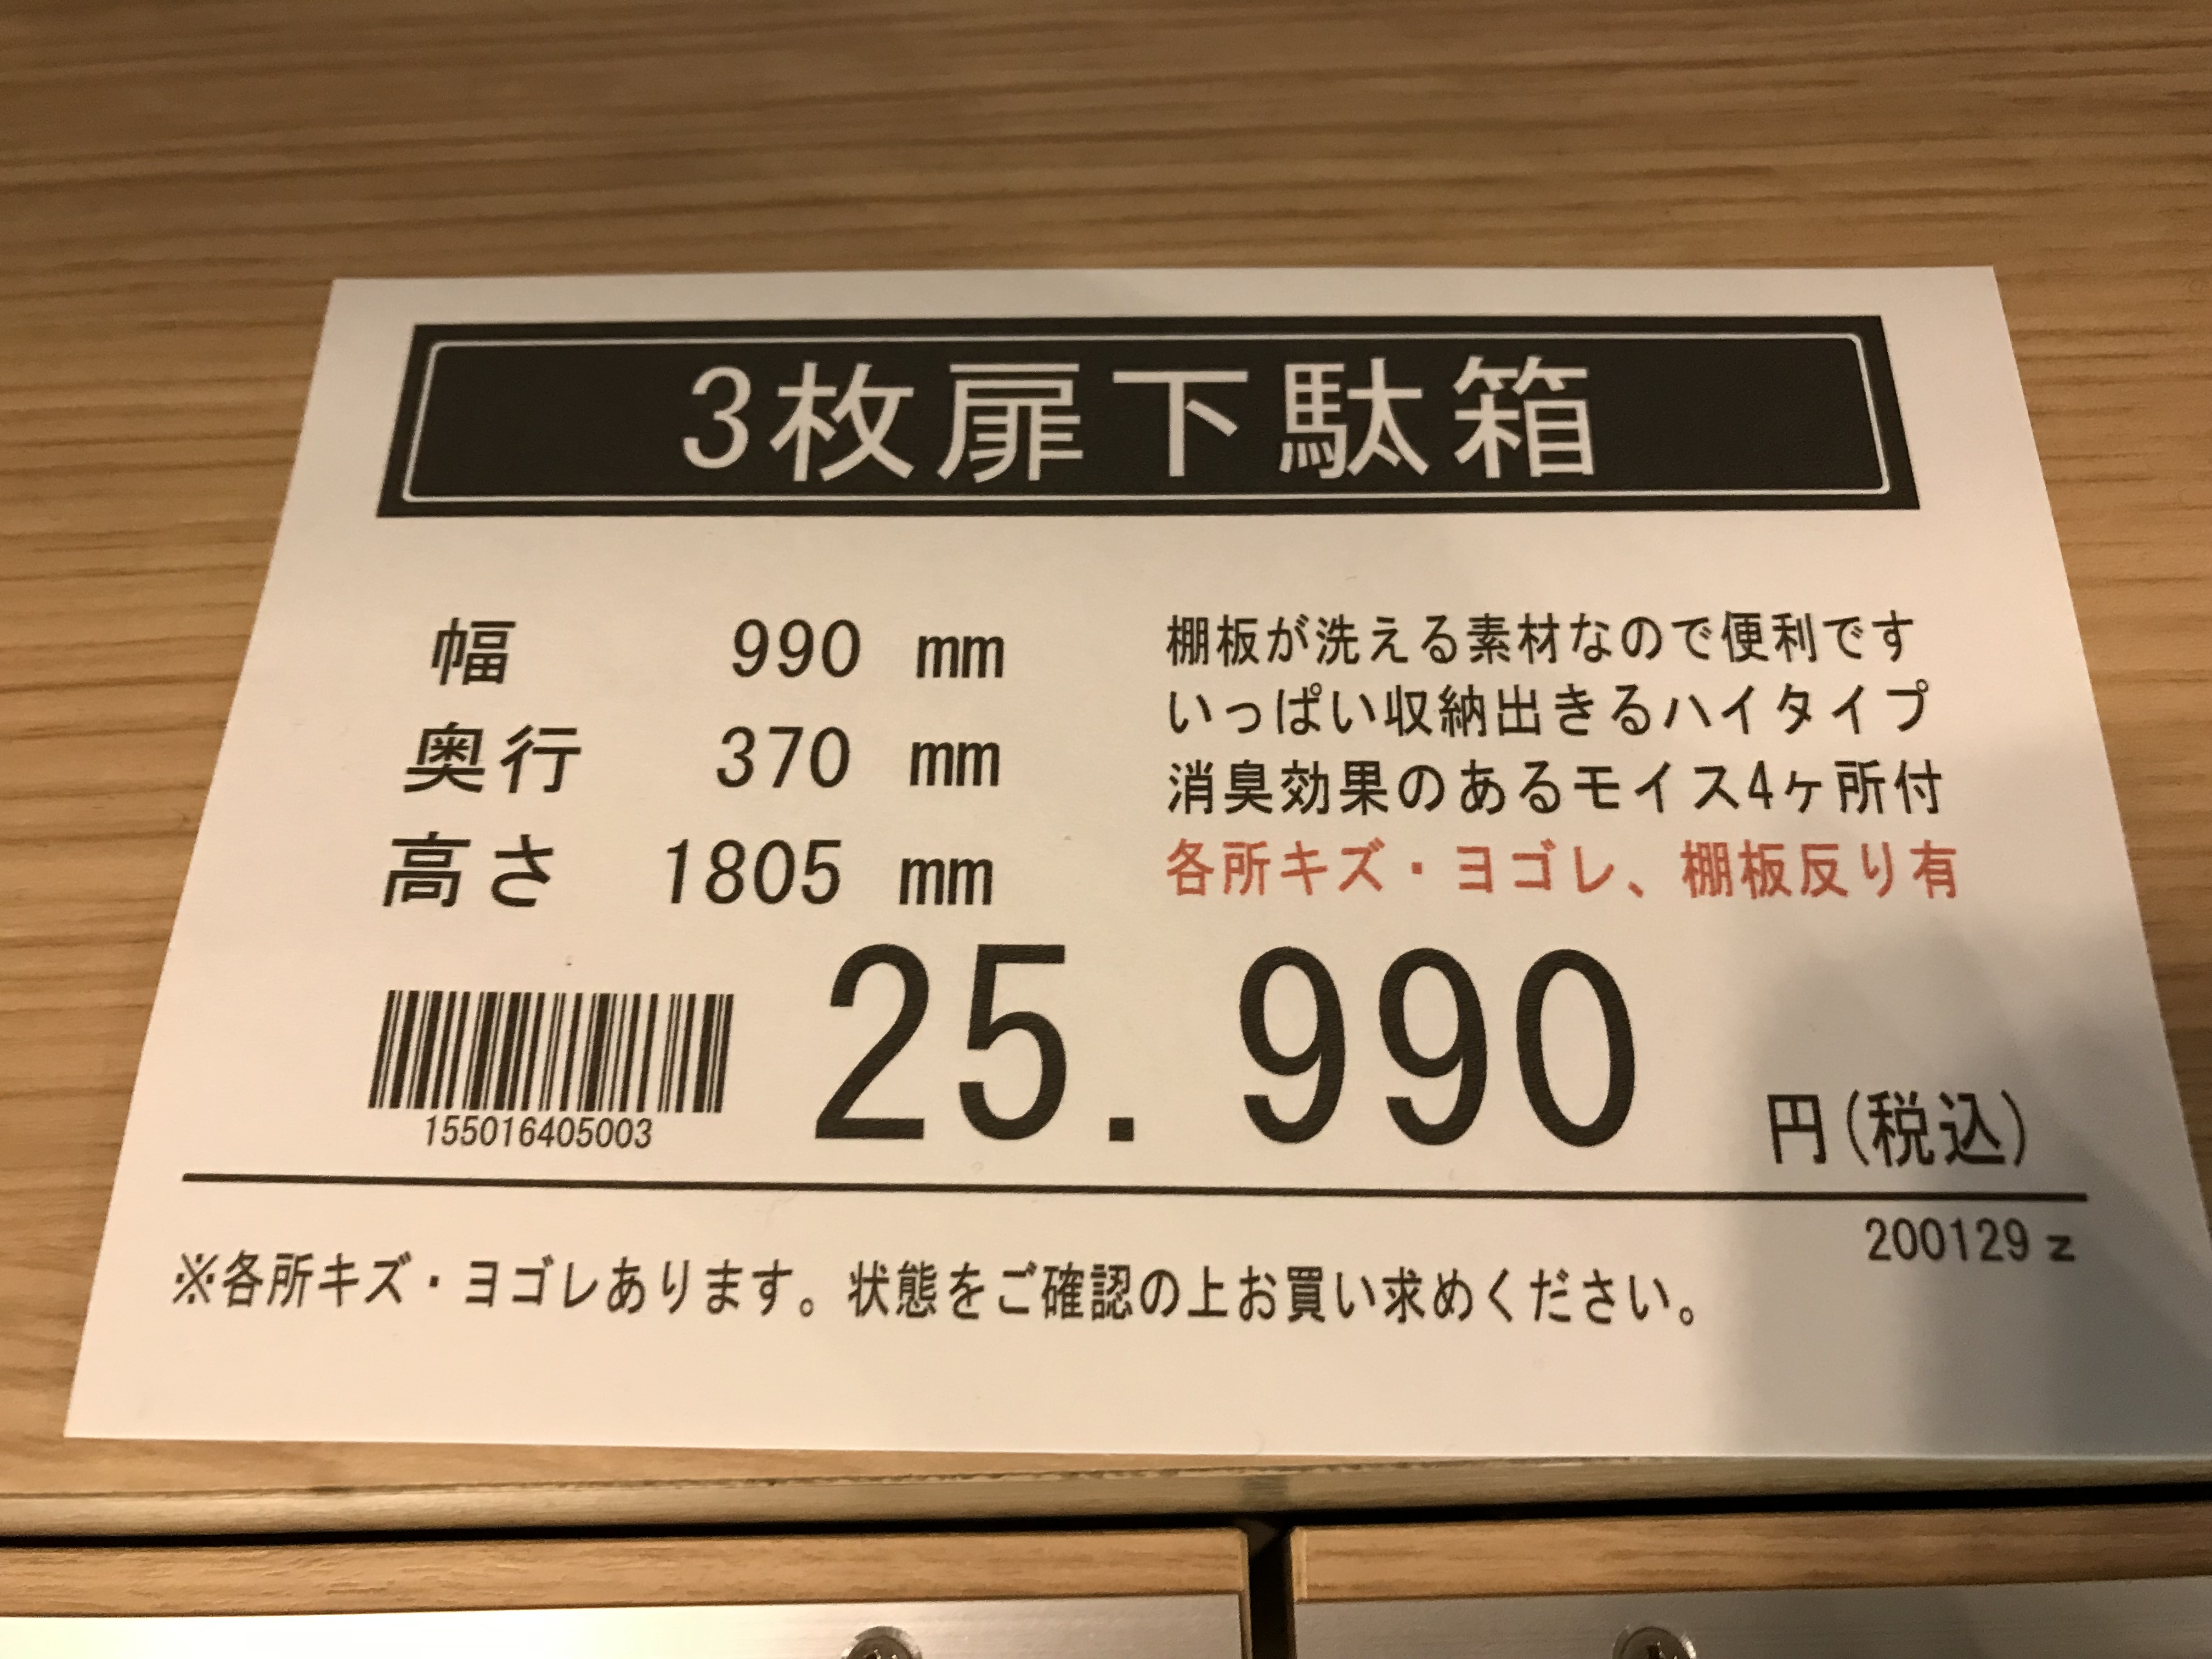 3枚扉下駄箱
幅 990 mm
奥行 370 mm
高さ 1805 mm
棚板が洗える素材なので便利です
いっぱい収納出きるハイタイプ
消臭効果のあるモイス4ヶ所付
各所キズ・ヨゴレ、棚板反り有
155016405003
25.990 円(税込)
200129 z
※各所キズ・ヨゴレあります。状態をご確認の上お買い求めください。